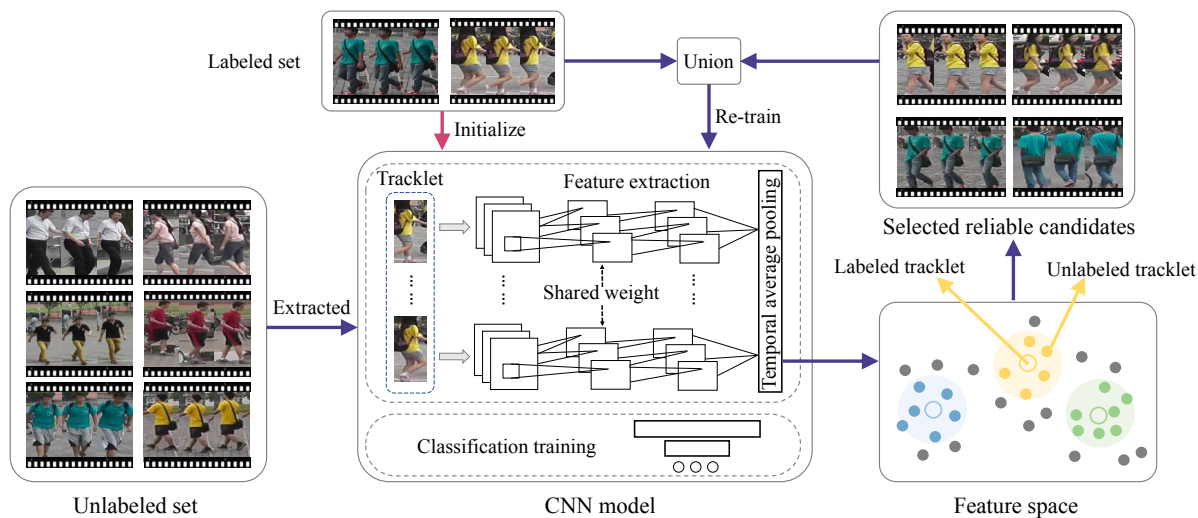 Labeled set
Union
Initialize
Re-train
Tracklet
Feature extraction
Temporal average pooling
Selected reliable candidates
Labeled tracklet
Unlabeled tracklet
Extracted
Shared weight
Classification training
Unlabeled set
CNN model
Feature space